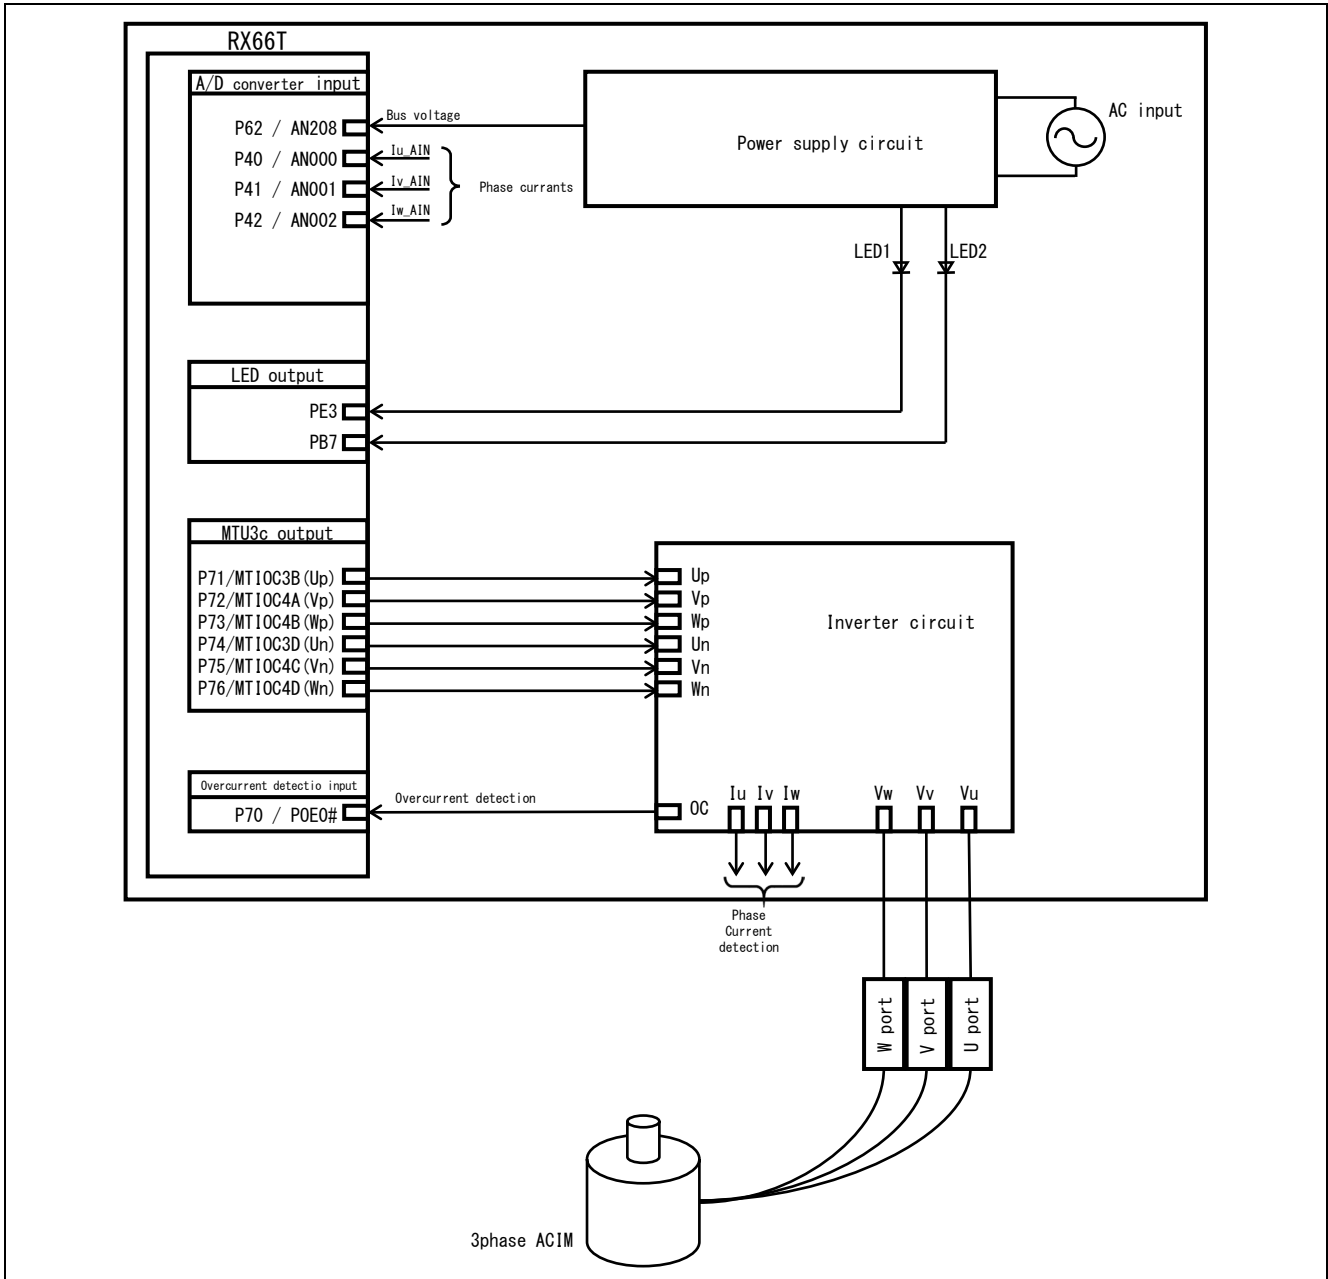 RX66T
A/D converter input
P62 / AN208
P40 / AN000
P41 / AN001
P42 / AN002
Bus voltage
Iu_AIN
Iv_AIN
Iw_AIN
Phase currants
Power supply circuit
AC input
LED1
LED2
LED output
PE3
PB7
MTU3c output
P71/MTIOC3B(Up)
P72/MTIOC4A(Vp)
P73/MTIOC4B(Wp)
P74/MTIOC3D(Un)
P75/MTIOC4C(Vn)
P76/MTIOC4D(Wn)
Up
Vp
Wp
Un
Vn
Wn
Inverter circuit
Overcurrent detectio input
P70 / POE0#
Overcurrent detection
OC
Iu Iv Iw
Vw Vv Vu
Phase
Current
detection
W port
V port
U port
3phase ACIM